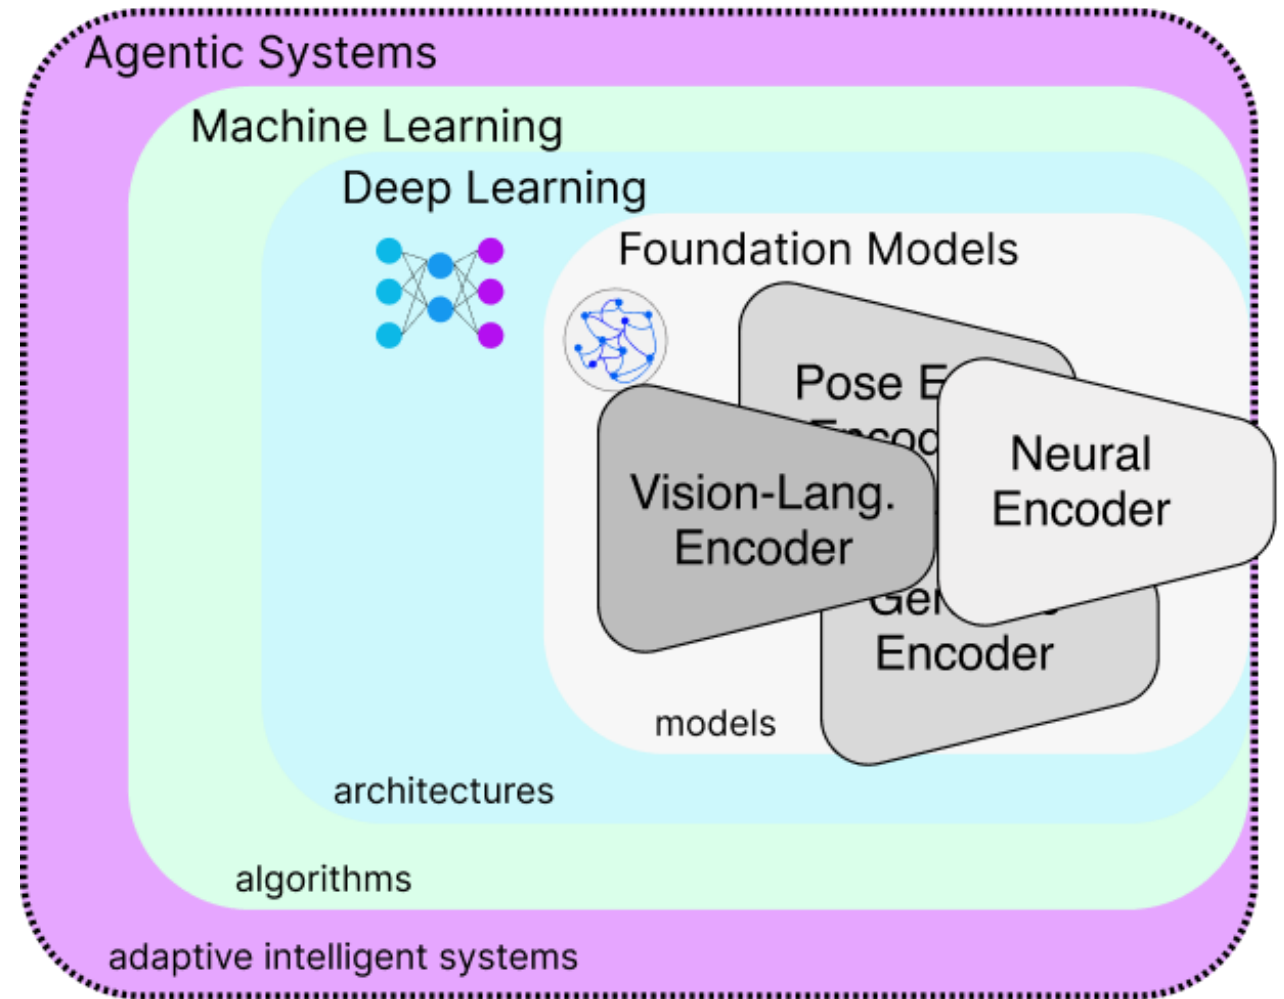 Agentic Systems
Machine Learning
Deep Learning
Foundation Models
Pose
Vision-Lang.
Encoder
Neural
Encoder
Encoder
models
architectures
algorithms
adaptive intelligent systems